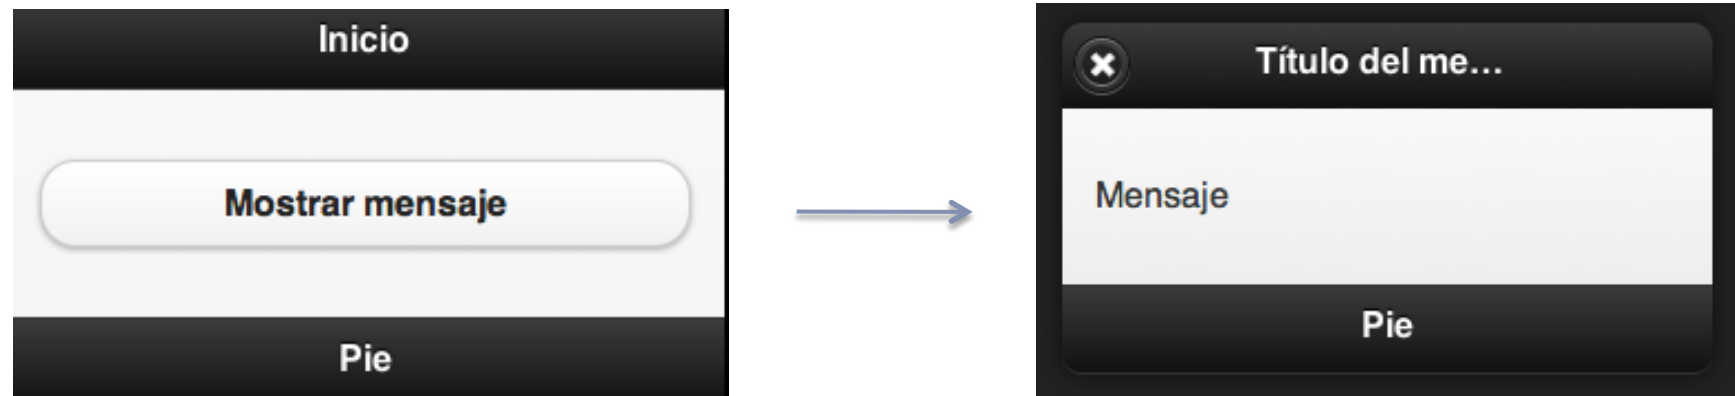 Inicio
Mostrar mensaje
Pie
Título del me...
Mensaje
Pie